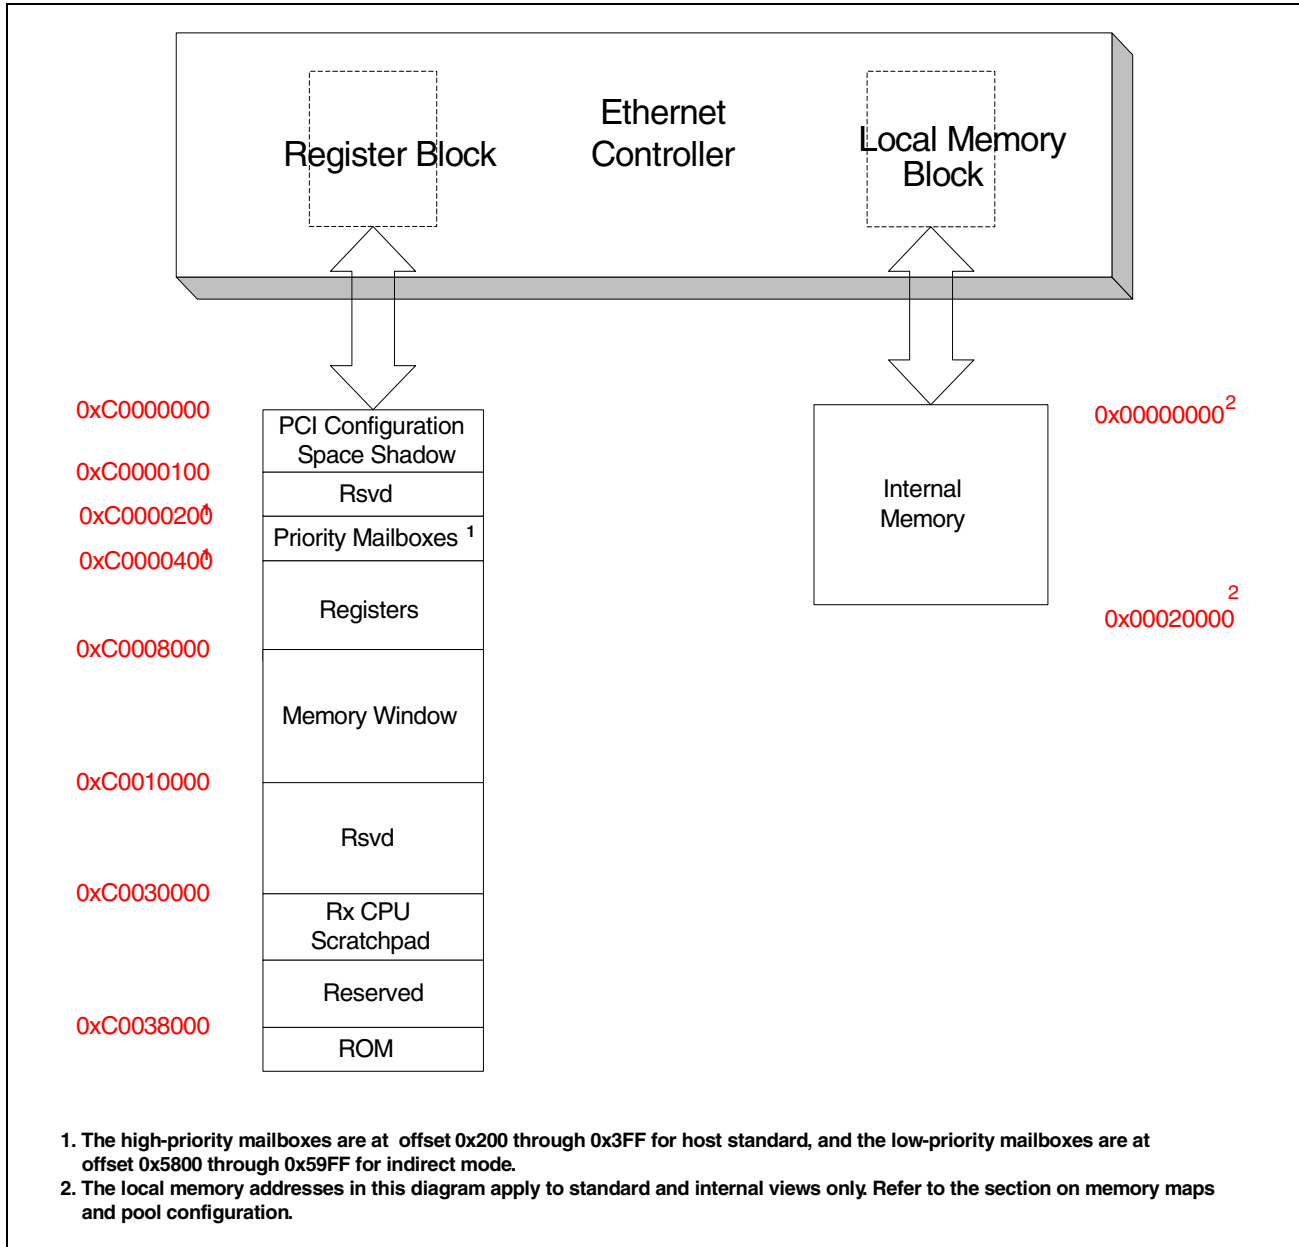 Ethernet
Controller
Register Block
Local Memory
Block
0xC0000000
PCI Configuration
Space Shadow
0xC0000100
Rsvd
0xC0000200 1
Priority Mailboxes 1
0xC0000400 1
Registers
0xC0008000
Memory Window
0xC0010000
Rsvd
0xC0030000
Rx CPU
Scratchpad
Reserved
0xC0038000
ROM
0x00000000 2
Internal
Memory
2
0x00020000
1. The high-priority mailboxes are at offset 0x200 through 0x3FF for host standard, and the low-priority mailboxes are at
offset 0x5800 through 0x59FF for indirect mode.
2. The local memory addresses in this diagram apply to standard and internal views only. Refer to the section on memory maps
and pool configuration.